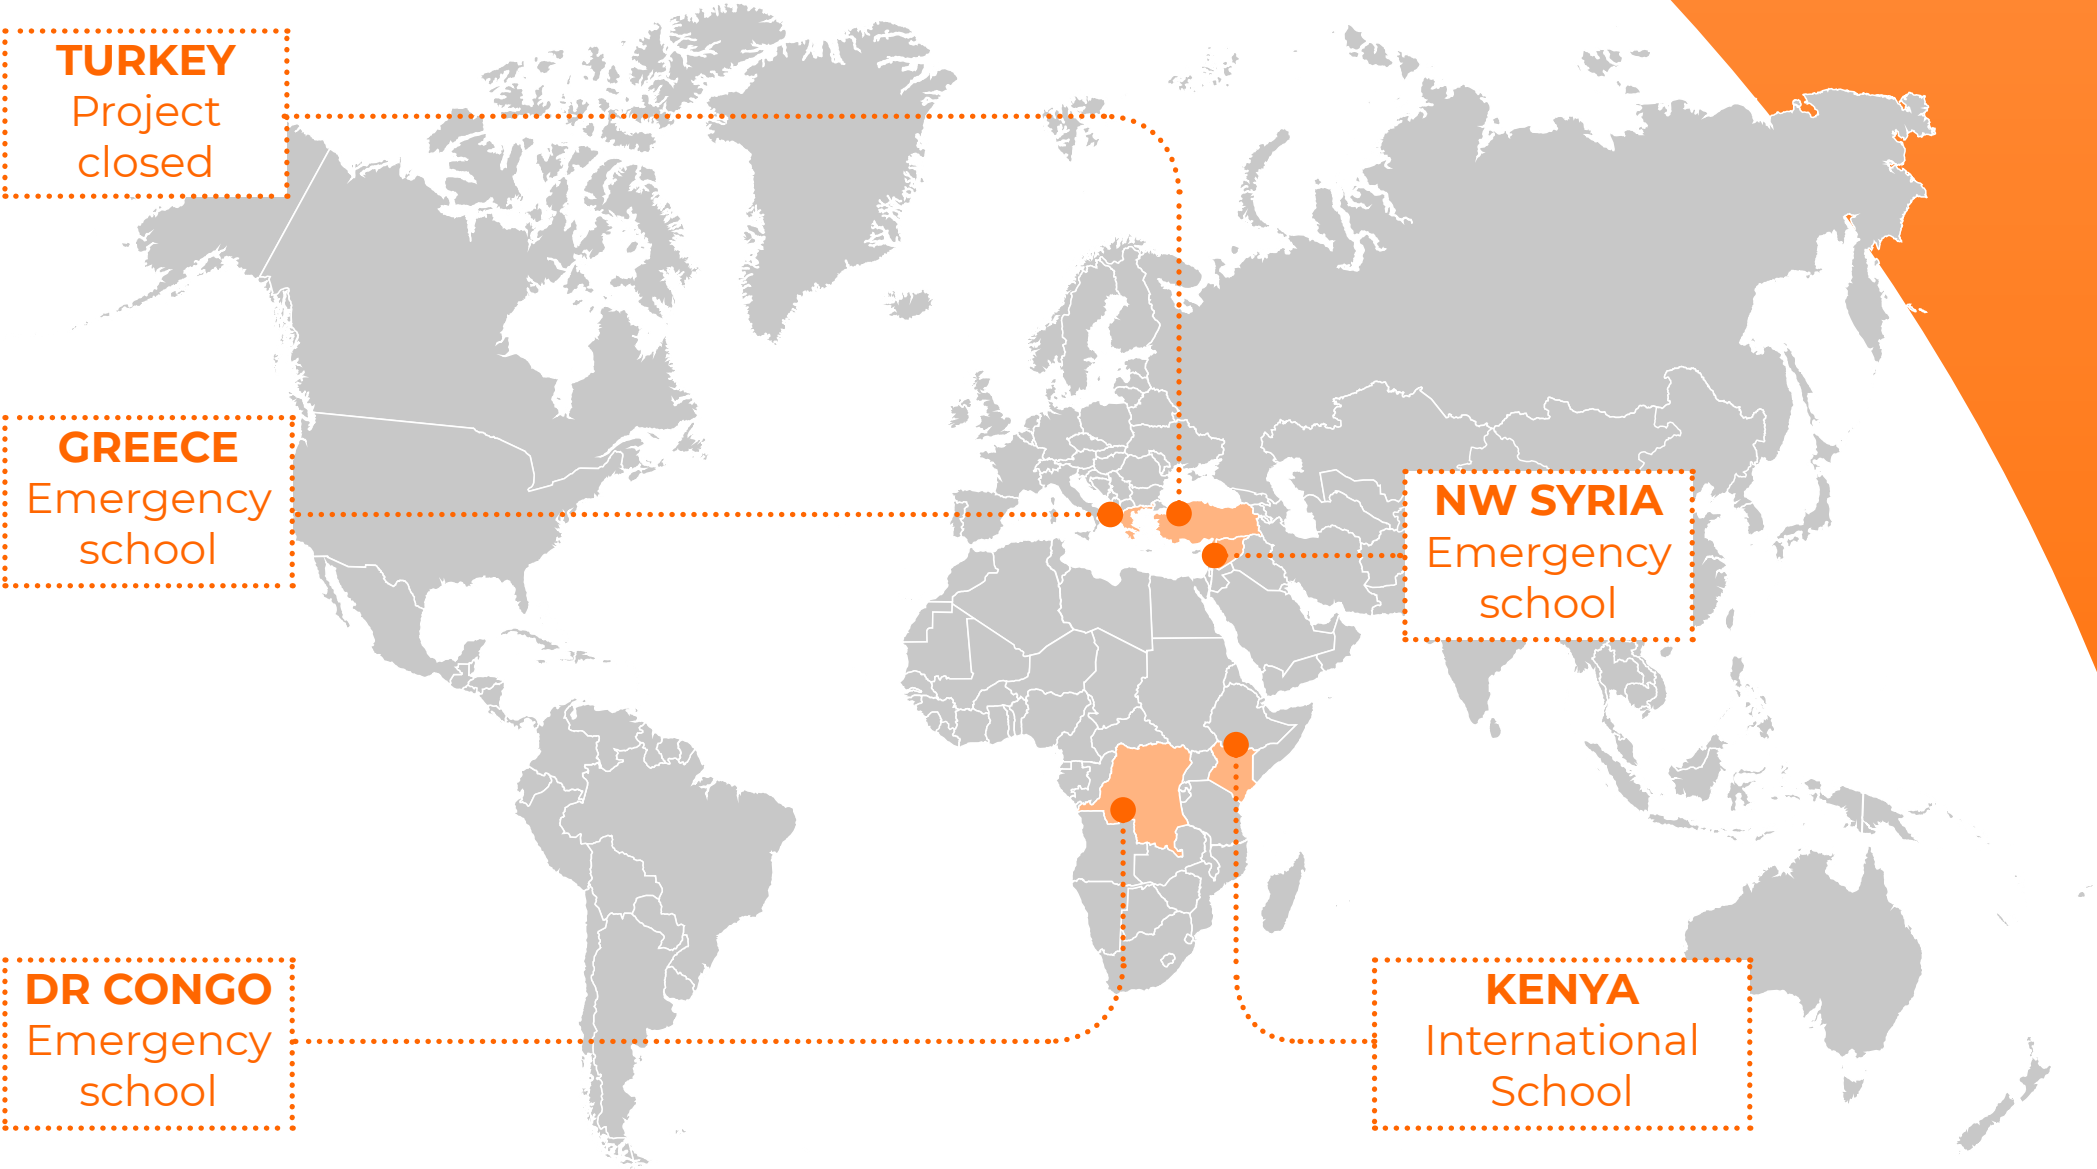 TURKEY
Project
closed
GREECE
Emergency
school
NW SYRIA
Emergency
school
DR CONGO
Emergency
school
KENYA
International
School